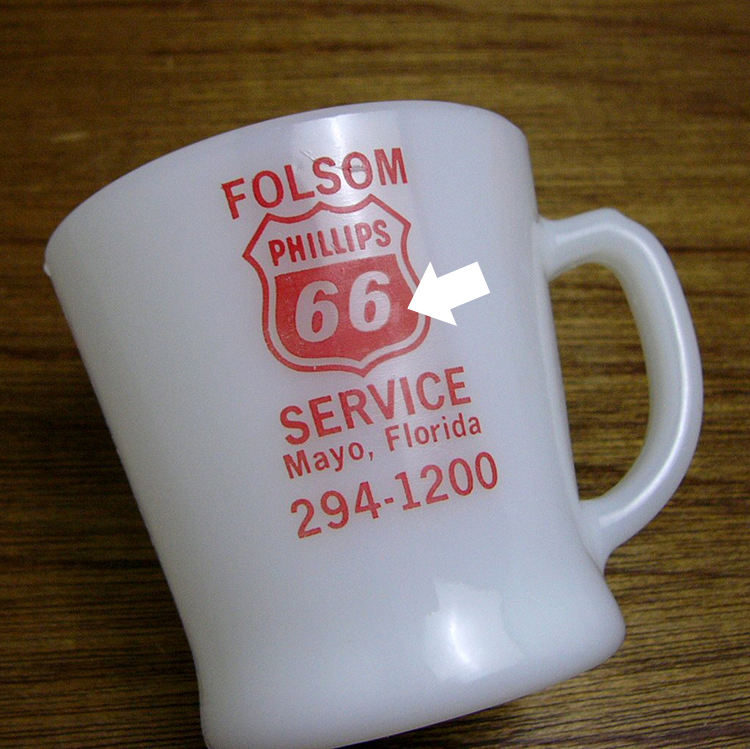 FOLSOM
PHILLIPS
66
SERVICE
Mayo, Florida
294-1200